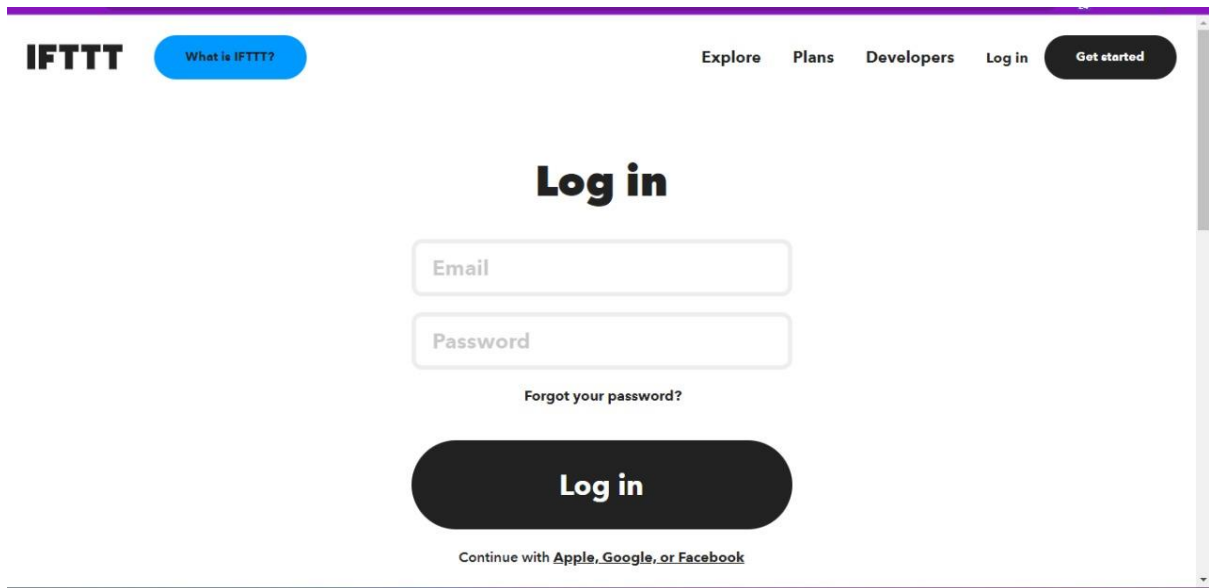 IFTTT
What is IFTTT?
Explore
Plans
Developers
Log in
Get started
Log in
Email
Password
Forgot your password?
Log in
Continue with Apple, Google, or Facebook